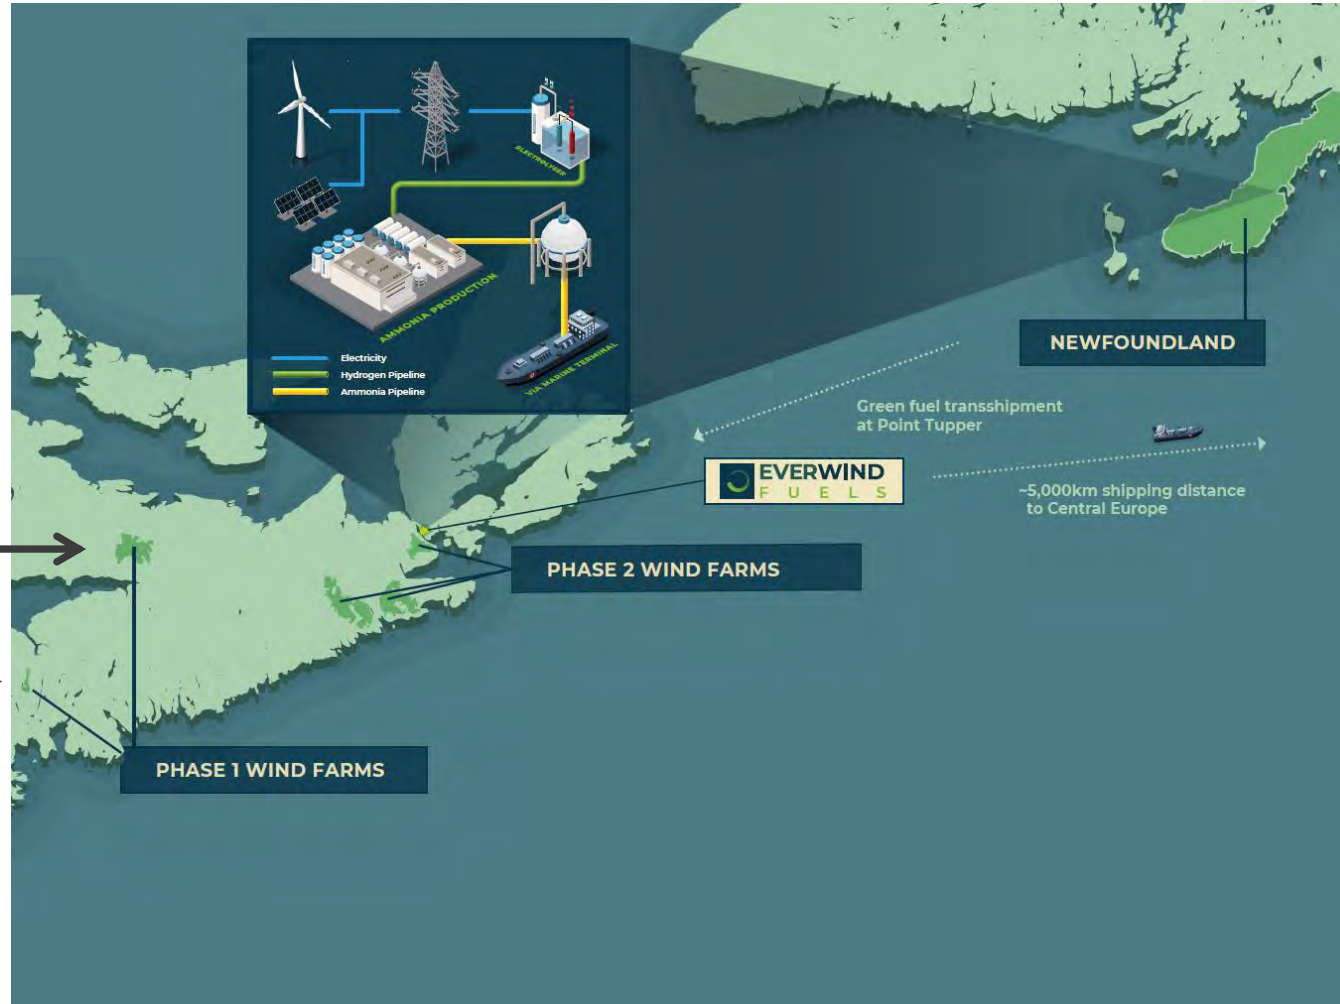 ELECTROLYSER
AMMONIA PRODUCTION
VIA MARINE TERMINAL
Electricity
Hydrogen Pipeline
Ammonia Pipeline
NEWFOUNDLAND
Green fuel transshipment
at Point Tupper
EVERWIND
FUELS
~5,000km shipping distance
to Central Europe
PHASE 2 WIND FARMS
PHASE 1 WIND FARMS